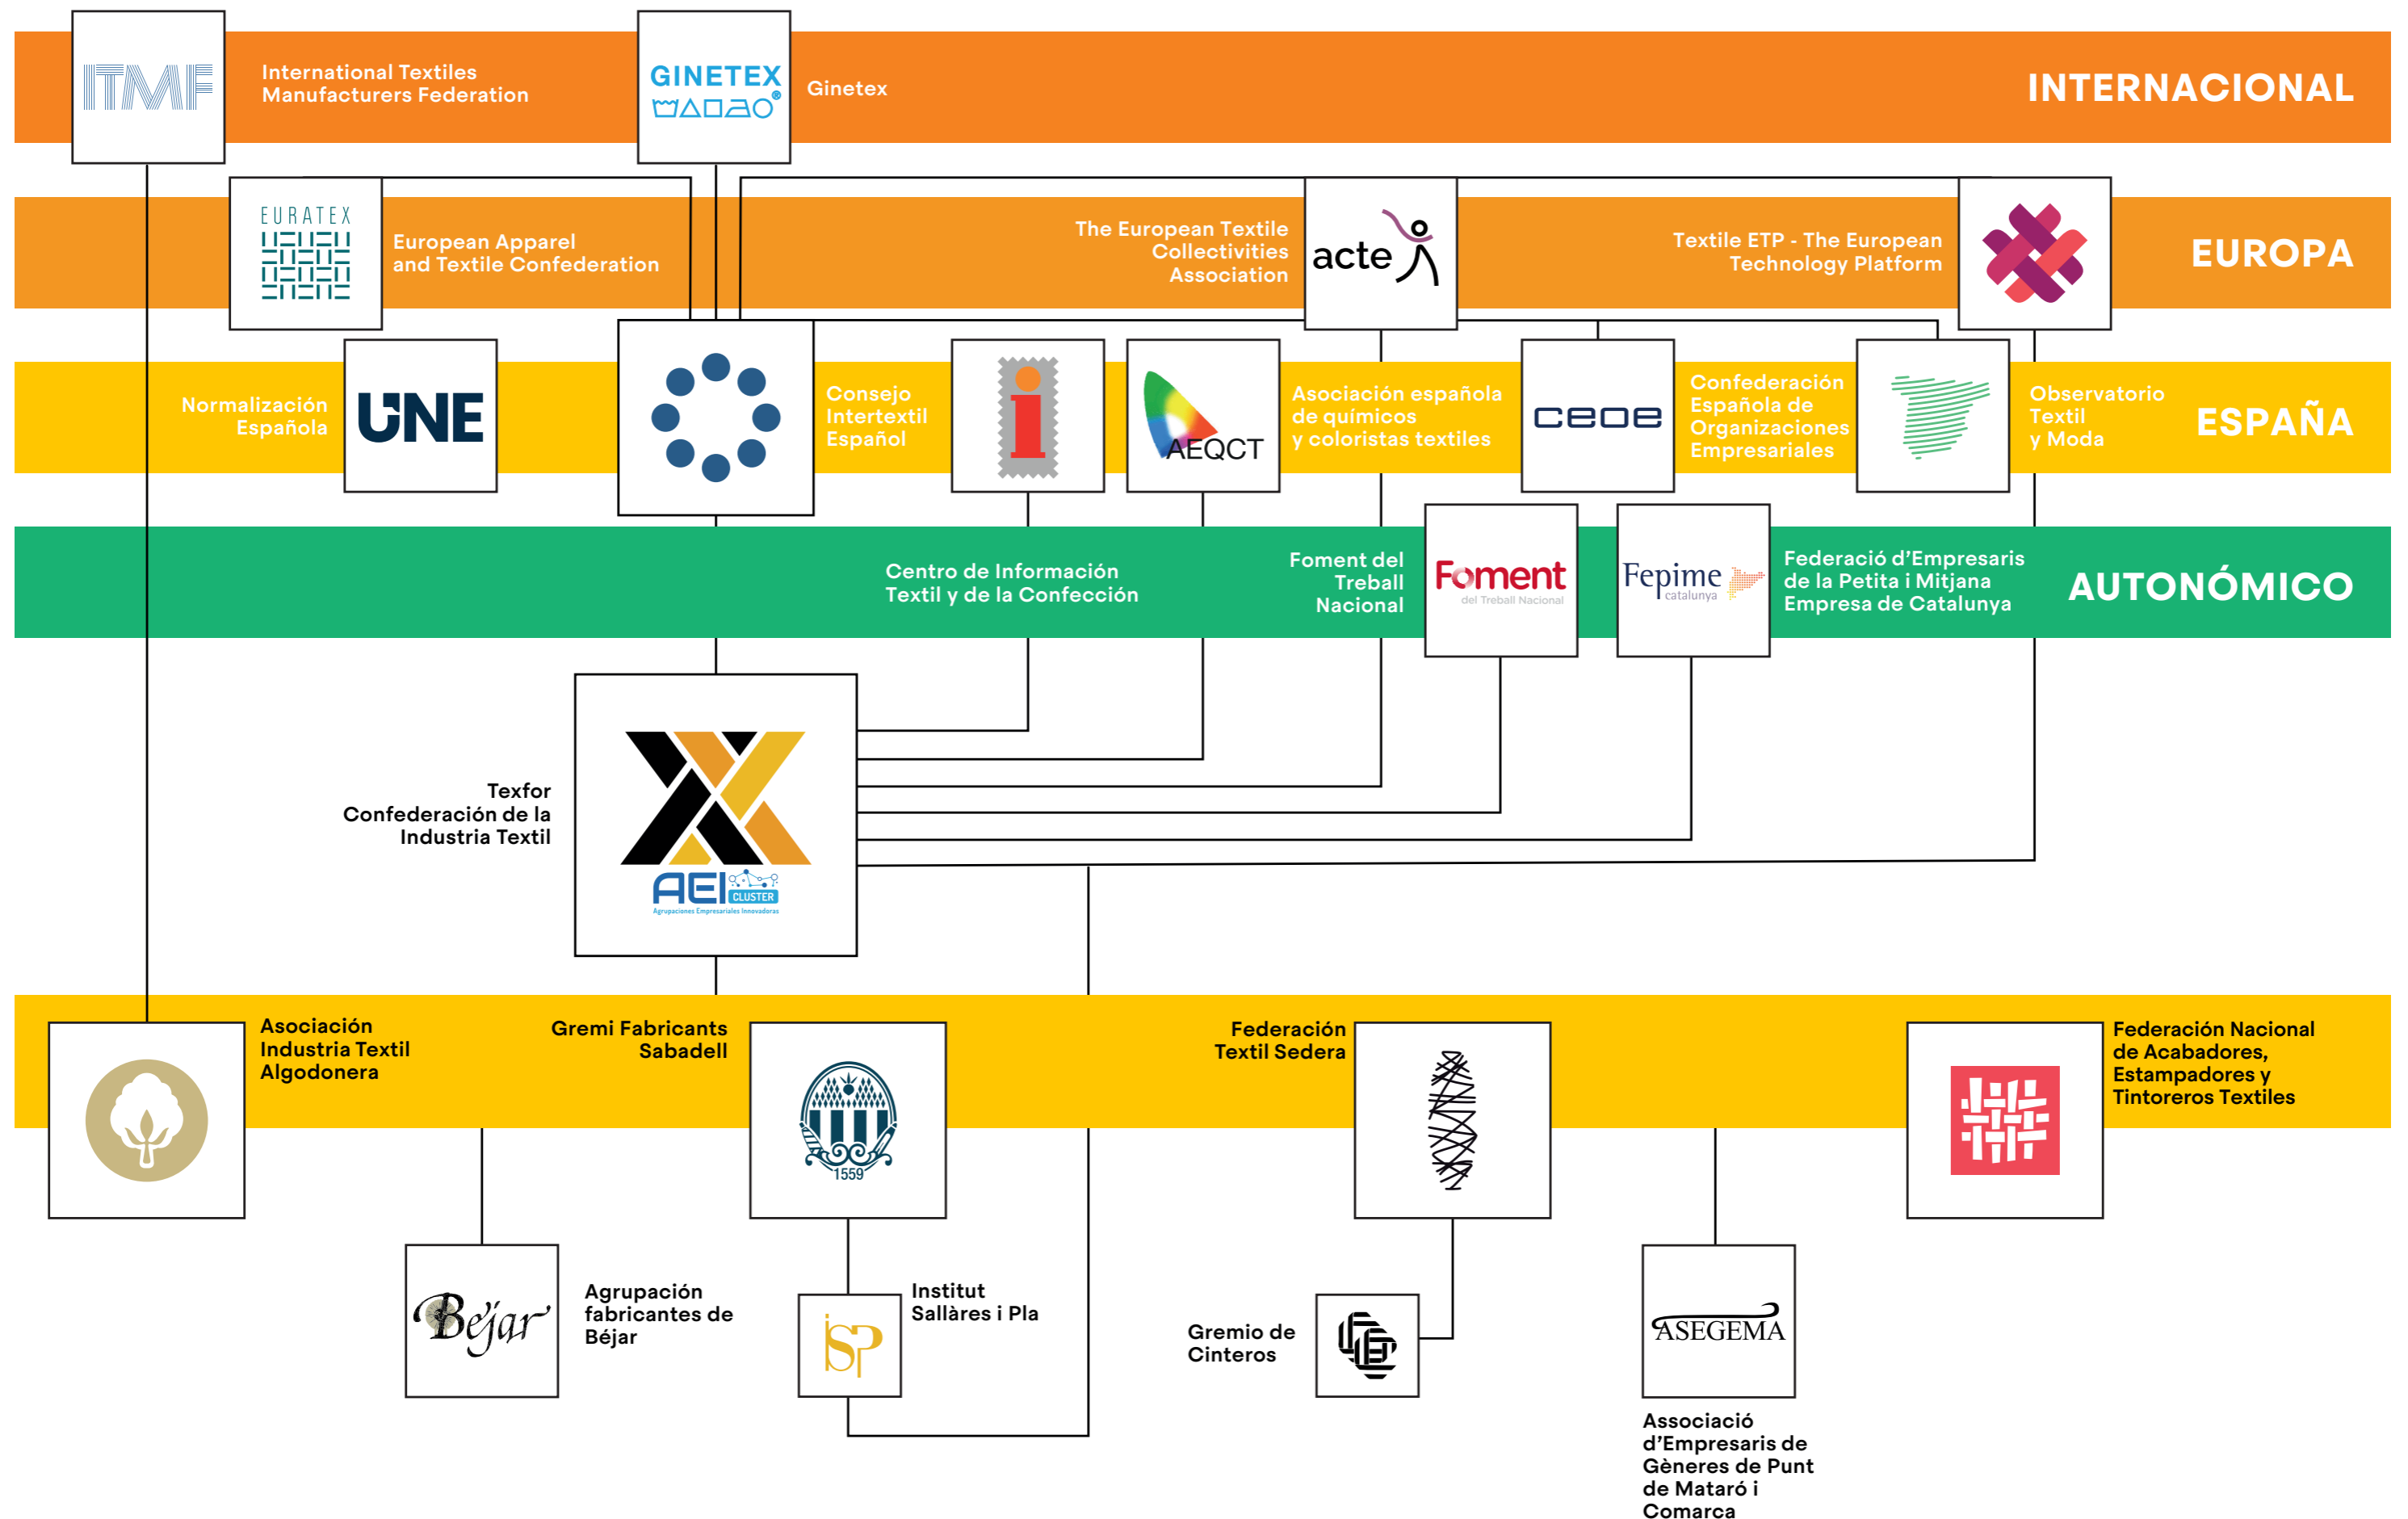 ITMF
International Textiles
Manufacturers Federation
GINETEX
®
Ginetex
INTERNACIONAL
EURATEX
European Apparel
and Textile Confederation
The European Textile
Collectivities
Association
acte
Textile ETP - The European
Technology Platform
EUROPA
Normalización
Española
UNE
Consejo
Intertextil
Español
i
AEQCT
Asociación española
de químicos
y coloristas textiles
ceoe
Confederación
Española de
Organizaciones
Empresariales
Observatorio
Textil
y Moda
ESPAÑA
Centro de Información
Textil y de la Confección
Foment del
Treball
Nacional
Foment
del Treball Nacional
Fepime
catalunya
Federació d’Empresaris
de la Petita i Mitjana
Empresa de Catalunya
AUTONÓMICO
Texfor
Confederación de la
Industria Textil
AEI
CLUSTER
Agrupaciones Empresariales Innovadoras
Asociación
Industria Textil
Algodonera
Gremi Fabricants
Sabadell
1559
Federación
Textil Sedera
Federación Nacional
de Acabadores,
Estampadores y
Tintoreros Textiles
Béjar
Agrupación
fabricantes de
Béjar
iSP
Institut
Sallàres i Pla
Gremio de
Cinteros
ASEGEMA
Associació
d’Empresaris de
Gèneres de Punt
de Mataró i
Comarca